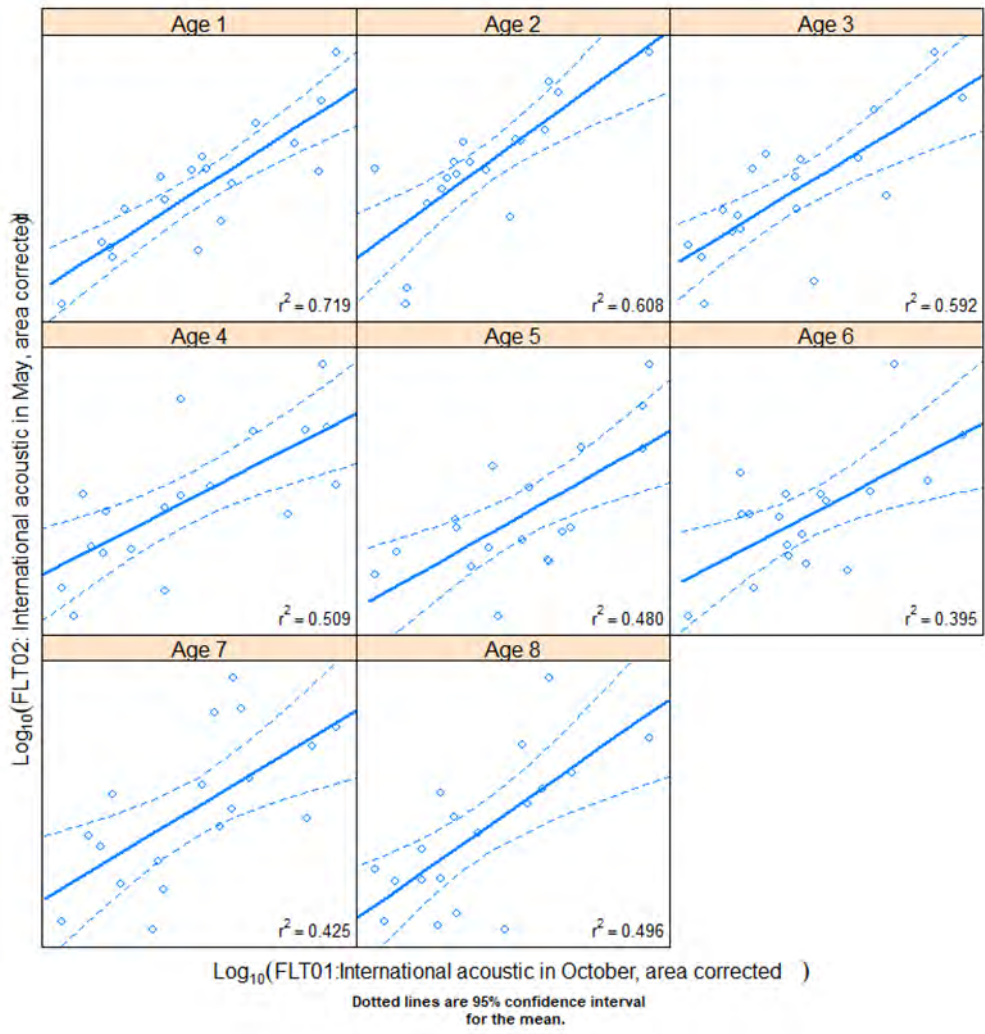 Age 1
Age 2
Age 3
r² = 0.719
r² = 0.608
r² = 0.592
Age 4
Age 5
Age 6
r² = 0.509
r² = 0.480
r² = 0.395
Age 7
Age 8
r² = 0.425
r² = 0.496
Log₁₀(FLT02: International acoustic in May, area corrected)
Log₁₀(FLT01:International acoustic in October, area corrected )
Dotted lines are 95% confidence interval
for the mean.